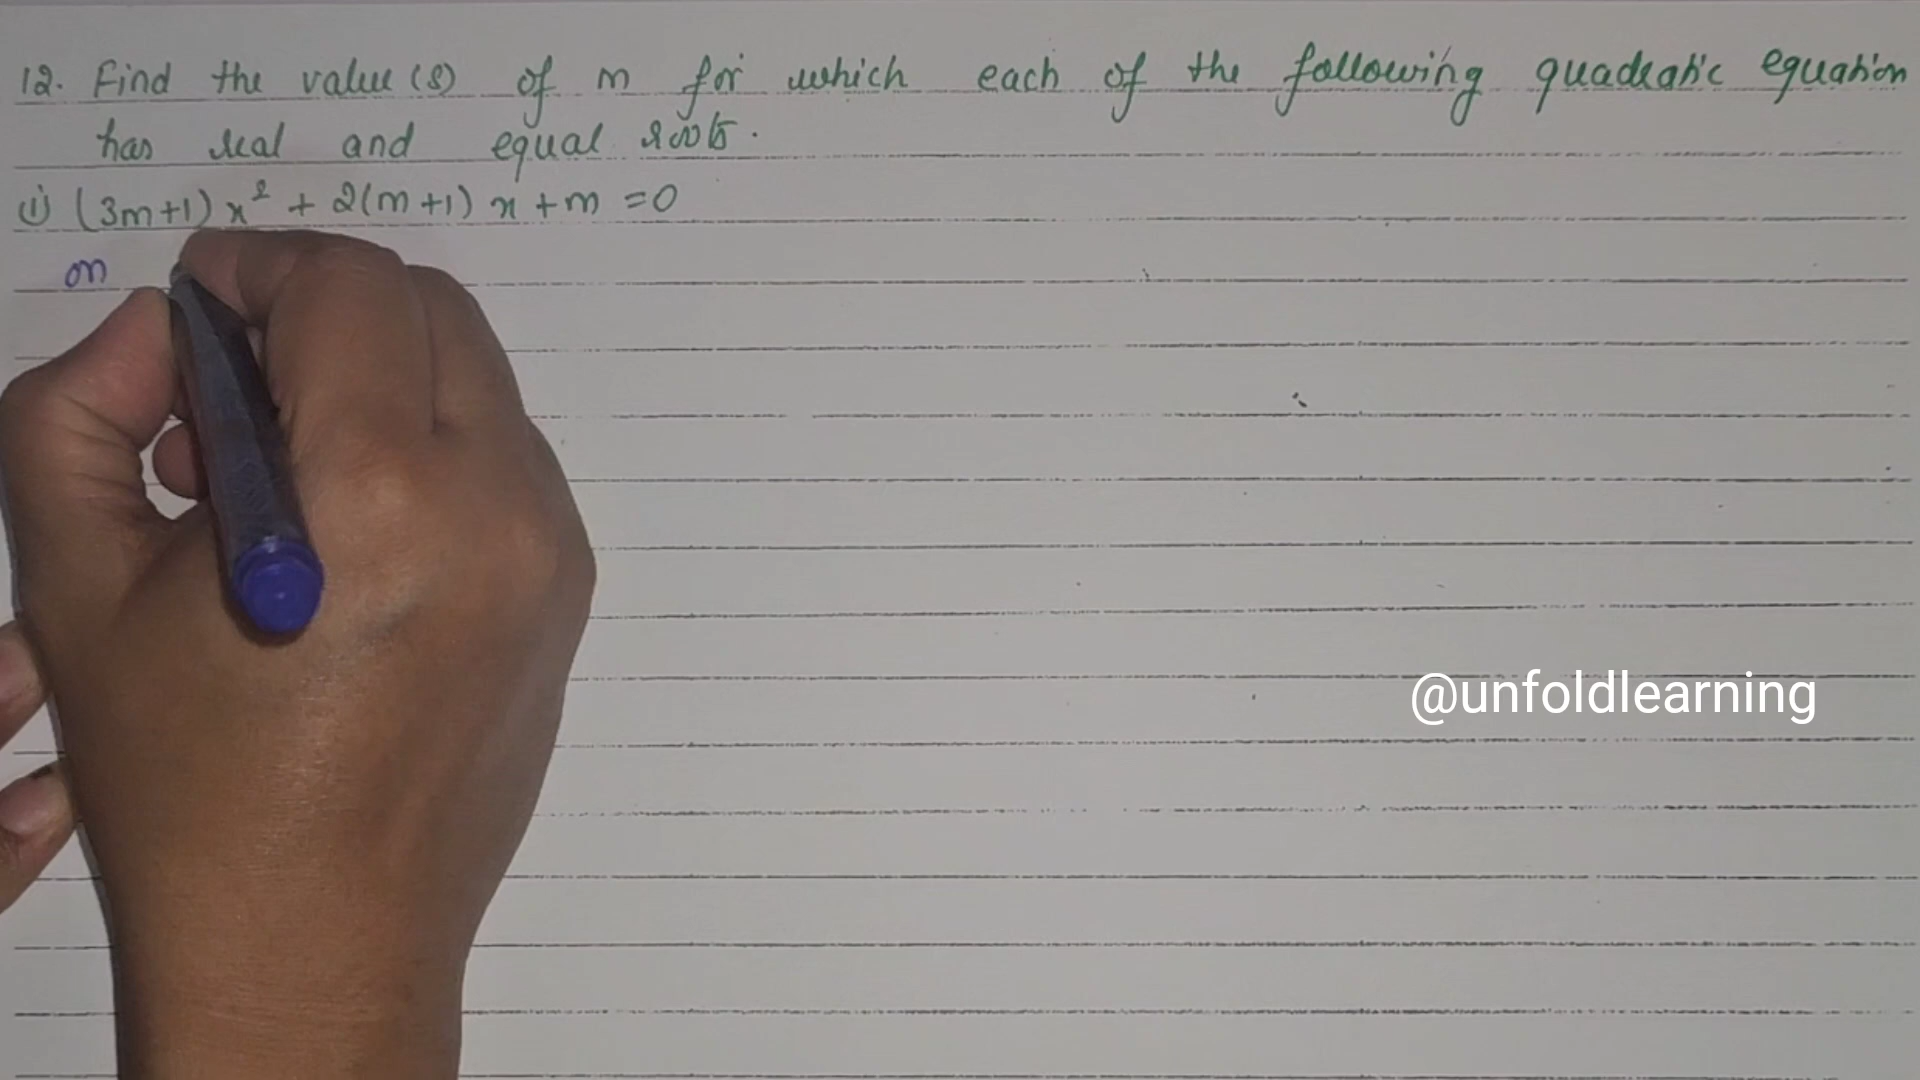 12. Find the value(s) of m for which each of the following quadratic equation
has real and equal roots.
(i) (3m+1) x² + 2(m+1) x + m = 0
on
@unfoldlearning